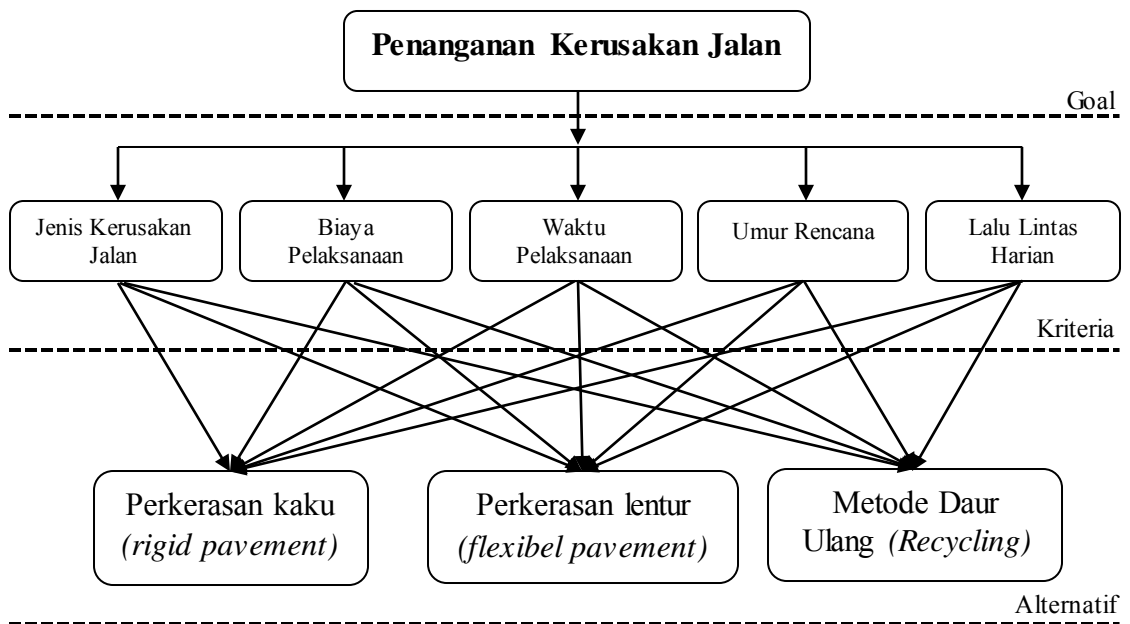 Penanganan Kerusakan Jalan
Goal
Jenis Kerusakan
Jalan
Biaya
Pelaksanaan
Waktu
Pelaksanaan
Umur Rencana
Lalu Lintas
Harian
Kriteria
Perkerasan kaku
(rigid pavement)
Perkerasan lentur
(flexibel pavement)
Metode Daur
Ulang (Recycling)
Alternatif